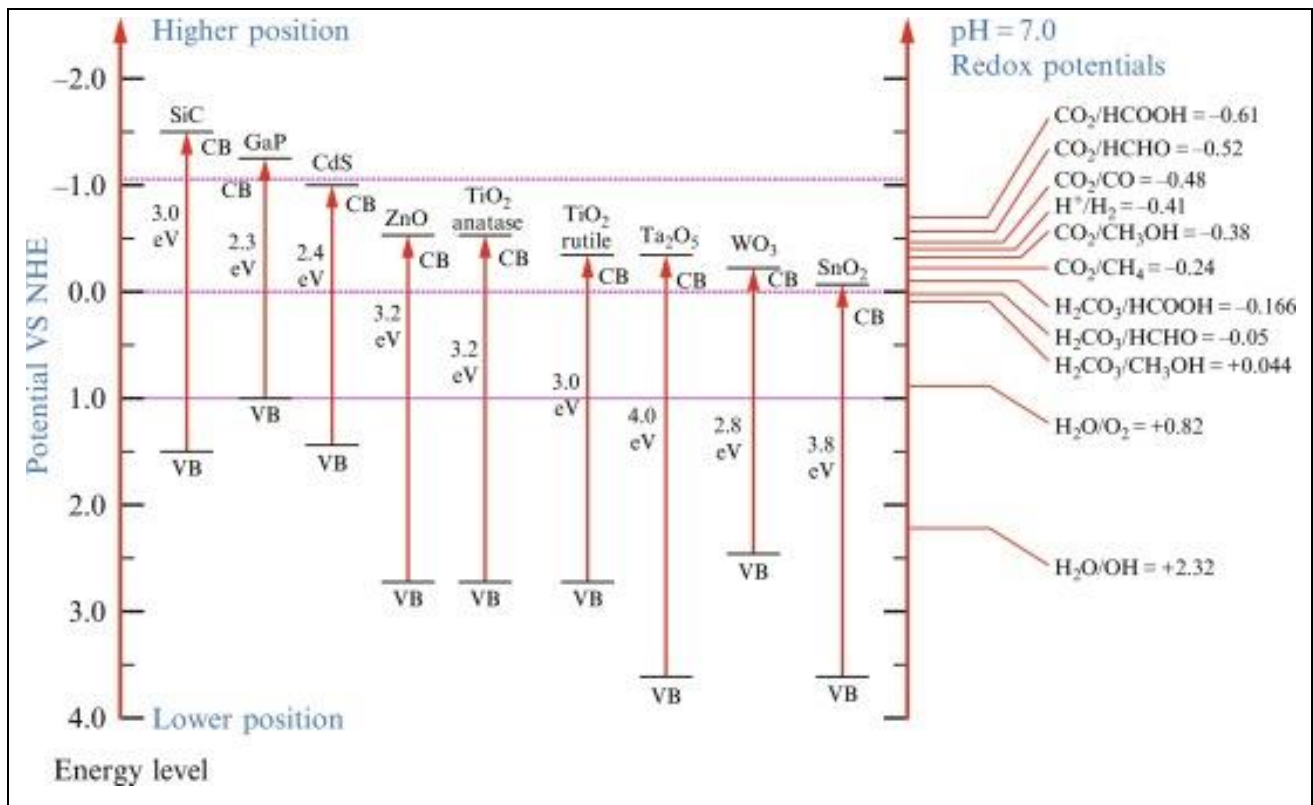 Higher position
pH = 7.0
Redox potentials
Potential VS NHE
–2.0
–1.0
0.0
1.0
2.0
3.0
4.0
SiC
CB
3.0
eV
VB
GaP
CB
2.3
eV
VB
CdS
CB
2.4
eV
VB
ZnO
CB
3.2
eV
VB
TiO₂
anatase
CB
3.2
eV
VB
TiO₂
rutile
CB
3.0
eV
VB
Ta₂O₅
CB
4.0
eV
VB
WO₃
CB
2.8
eV
VB
SnO₂
CB
3.8
eV
VB
CO₂/HCOOH = –0.61
CO₂/HCHO = –0.52
CO₂/CO = –0.48
H⁺/H₂ = –0.41
CO₂/CH₃OH = –0.38
CO₂/CH₄ = –0.24
H₂CO₃/HCOOH = –0.166
H₂CO₃/HCHO = –0.05
H₂CO₃/CH₃OH = +0.044
H₂O/O₂ = +0.82
H₂O/OH = +2.32
Lower position
Energy level